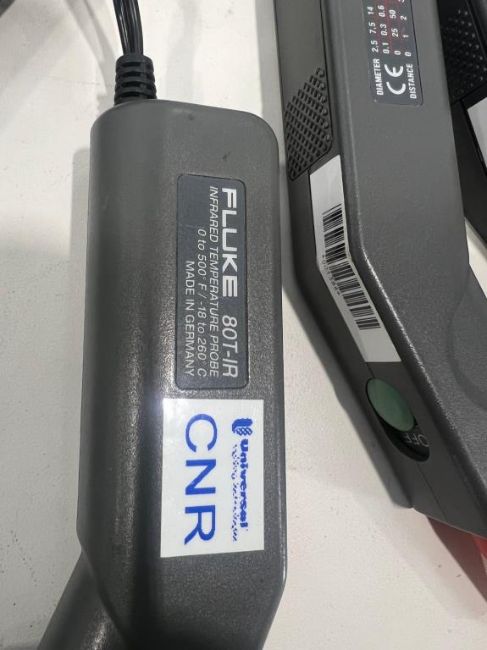 FLUKE 80T-IR
INFRARED TEMPERATURE PROBE
0 to 500° F / -18 to 260° C
MADE IN GERMANY
Universal
CNR
DIAMETER 2.5 7.5 14
0.1 0.3 0.6
0 25 50
DISTANCE 0 1 2
CE
OFF